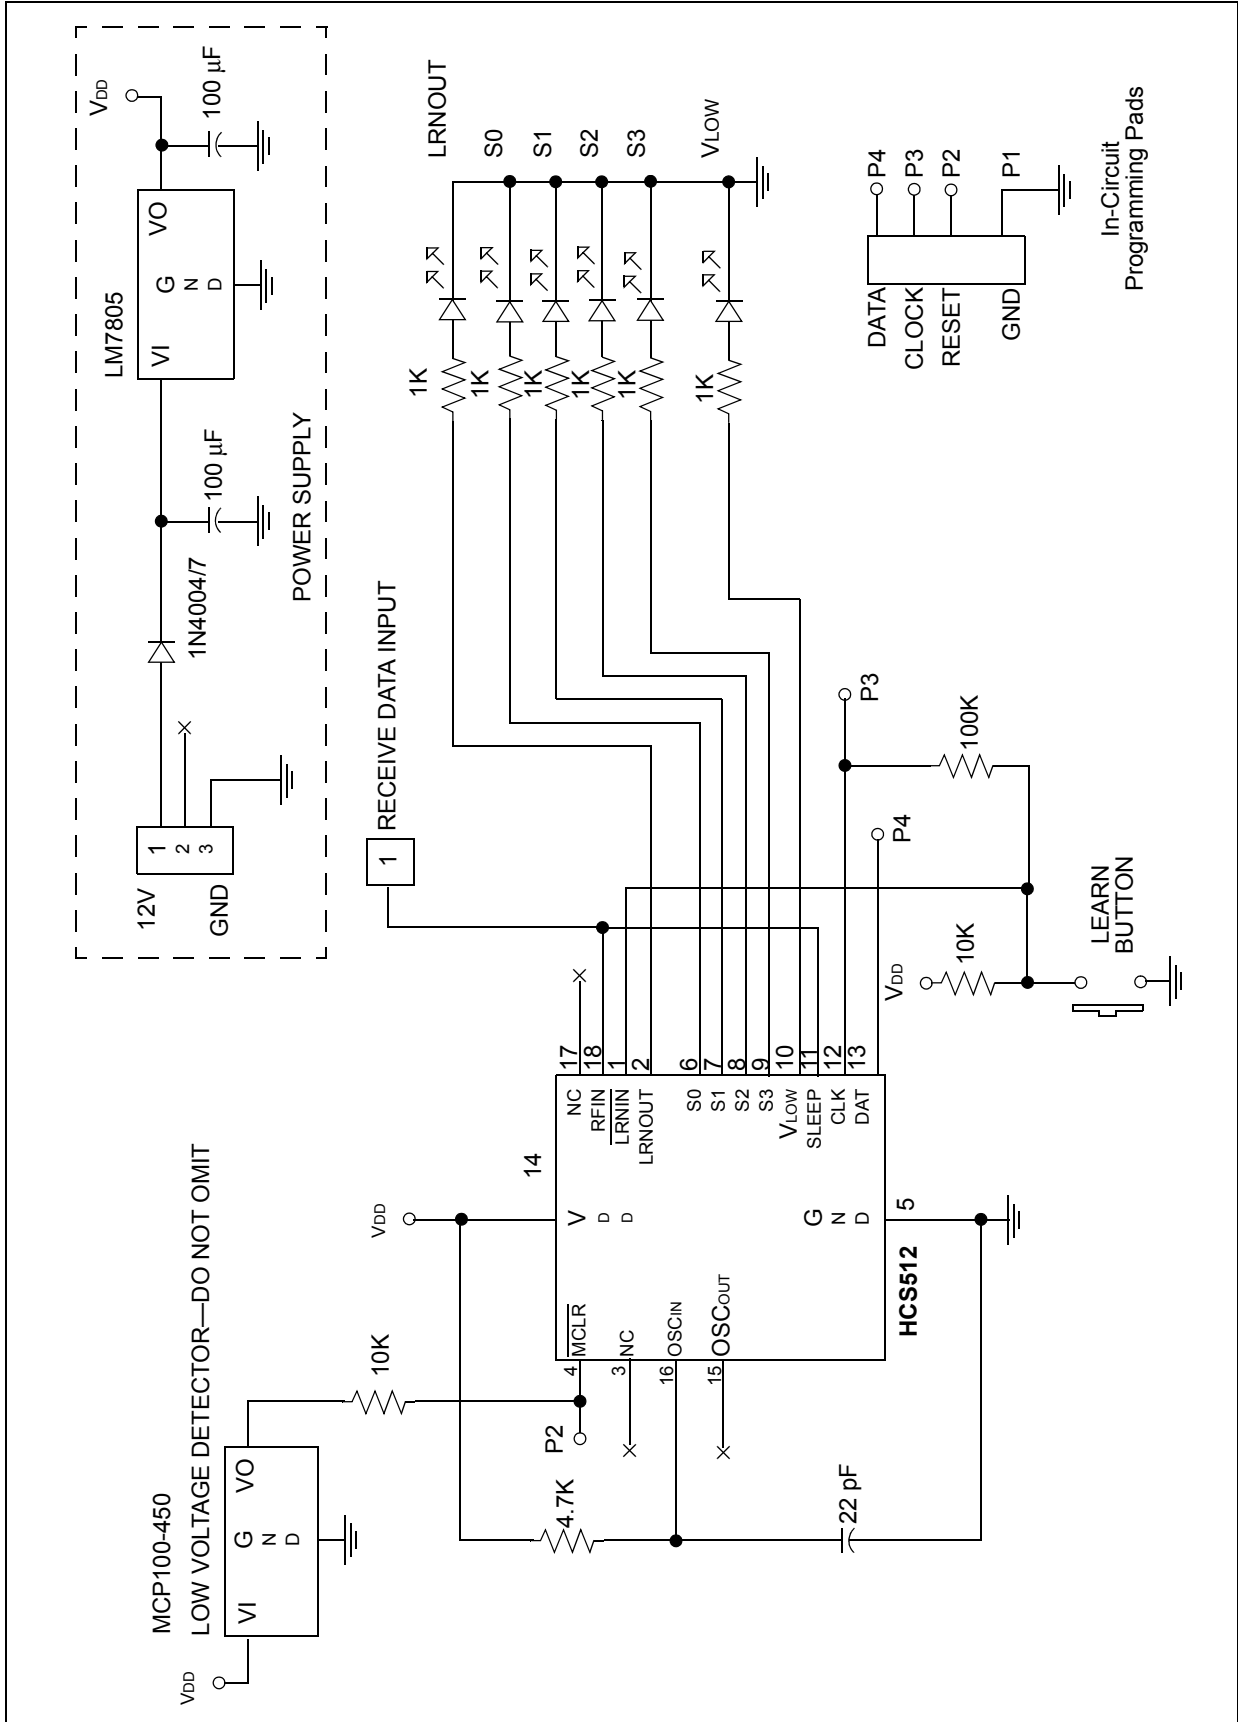 MCP100-450
LOW VOLTAGE DETECTOR—DO NOT OMIT
VDD
VI
G
N
D
VO
10K
P2
4.7K
22 pF
VDD
4
MCLR
3
NC
16
OSCIN
15
OSCOUT
V
D
D
14
G
N
D
5
HCS512
NC
17
RFIN
18
LRNIN
1
LRNOUT
2
S0
6
S1
7
S2
8
S3
9
VLOW
10
SLEEP
11
CLK
12
DAT
13
VDD
10K
LEARN
BUTTON
P4
P3
100K
1
RECEIVE DATA INPUT
12V
GND
1
2
3
1N4004/7
100 µF
POWER SUPPLY
LM7805
VI
G
N
D
VO
VDD
100 µF
1K
1K
1K
1K
1K
1K
LRNOUT
S0
S1
S2
S3
VLOW
DATA
CLOCK
RESET
GND
P4
P3
P2
P1
In-Circuit
Programming Pads